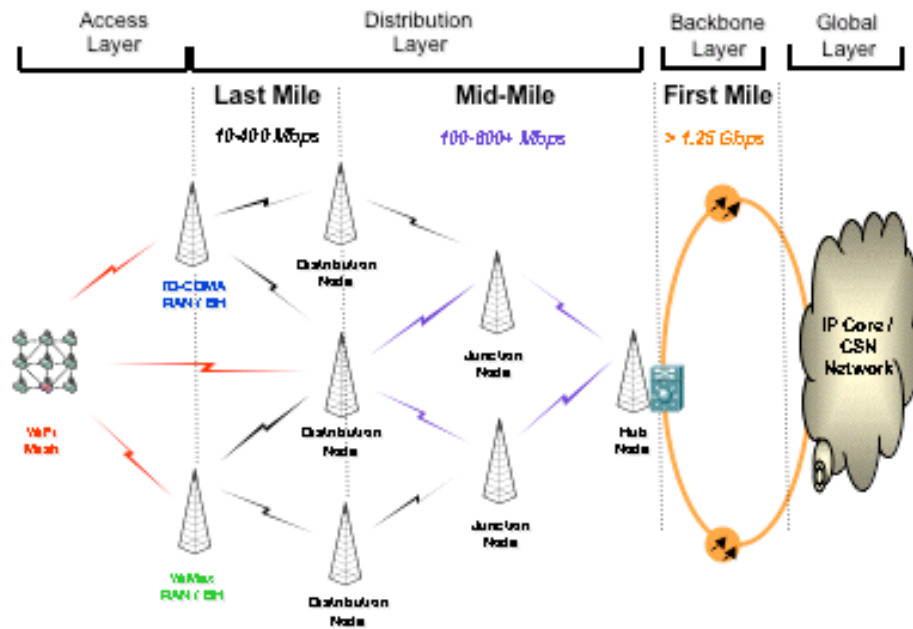 Access
Layer
Distribution
Layer
Backbone
Layer
Global
Layer
Last Mile
Mid-Mile
First Mile
10-400 Mbps
100-600+ Mbps
> 1.25 Gbps
Distribution
Node
RAN / BH
Junction
Node
IP Core /
CSN
Network
WiFi
Mesh
Distribution
Node
Hub
Node
Junction
Node
WiMax
RAN / BH
Distribution
Node